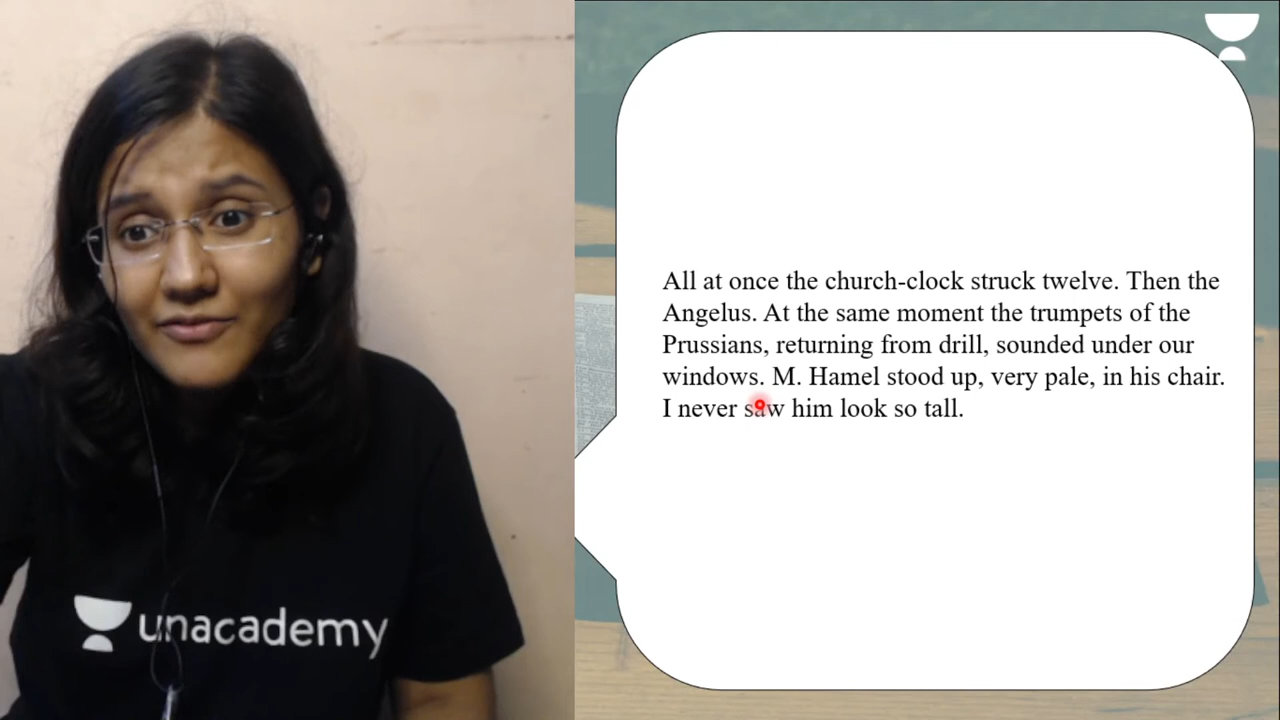 All at once the church-clock struck twelve. Then the
Angelus. At the same moment the trumpets of the
Prussians, returning from drill, sounded under our
windows. M. Hamel stood up, very pale, in his chair.
I never saw him look so tall.
unacademy